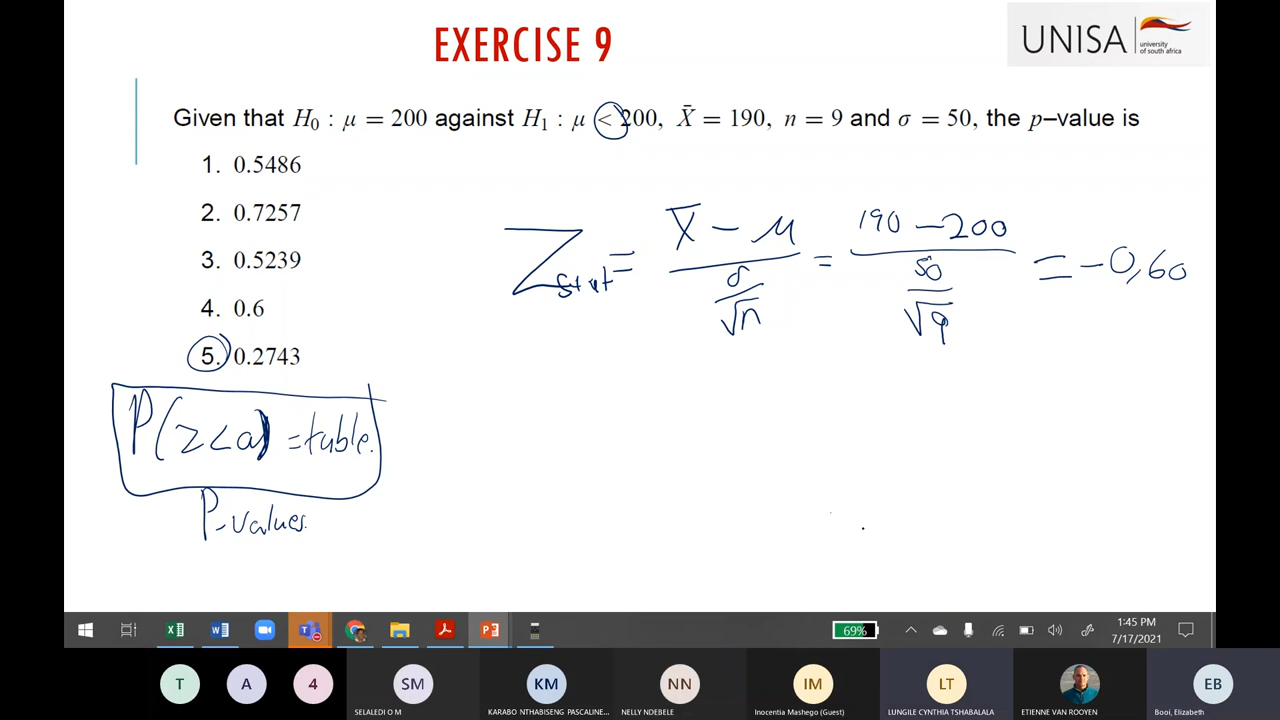 EXERCISE 9
UNISA
university
of south africa
Given that H₀ : μ = 200 against H₁ : μ < 200, X̄ = 190, n = 9 and σ = 50, the p–value is
1. 0.5486
2. 0.7257
3. 0.5239
4. 0.6
5. 0.2743
Zstat = (X̄ − μ)/(σ/√n) = (190 − 200)/(50/√9) = −0,60
P(z<a) = table.
P-values.
69%
1:45 PM
7/17/2021
T
A
4
SM
SELALEDI O M
KM
KARABO NTHABISENG PASCALINE...
NN
NELLY NDEBELE
IM
Inocentia Mashego (Guest)
LT
LUNGILE CYNTHIA TSHABALALA
ETIENNE VAN ROOYEN
EB
Booi, Elizabeth